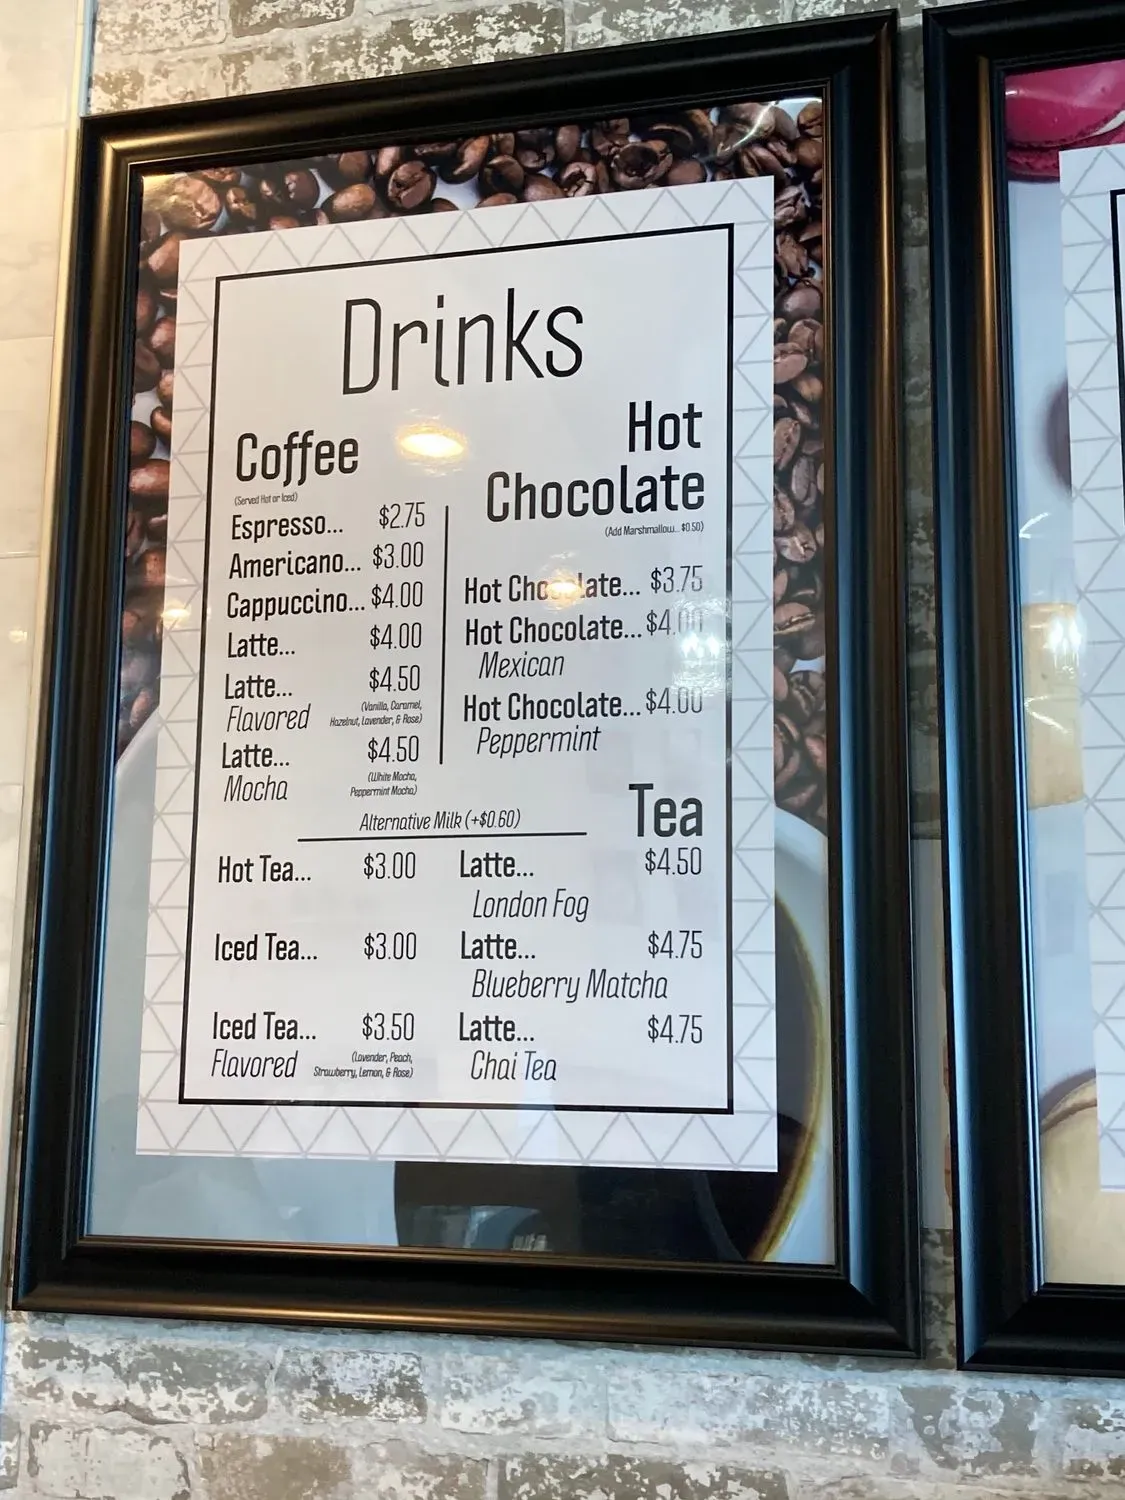 Drinks
Coffee
(Served Hot or Iced)
Espresso... $2.75
Americano... $3.00
Cappuccino... $4.00
Latte... $4.00
Latte... $4.50
Flavored (Vanilla, Caramel,
Hazelnut, Lavender, & Rose)
Latte... $4.50
Mocha (White Mocha,
Peppermint Mocha)
Alternative Milk (+$0.60)
Hot
Chocolate
(Add Marshmallow... $0.50)
Hot Chocolate... $3.75
Hot Chocolate... $4.00
Mexican
Hot Chocolate... $4.00
Peppermint
Tea
Hot Tea... $3.00
Iced Tea... $3.00
Iced Tea... $3.50
Flavored (Lavender, Peach,
Strawberry, Lemon, & Rose)
Latte... $4.50
London Fog
Latte... $4.75
Blueberry Matcha
Latte... $4.75
Chai Tea